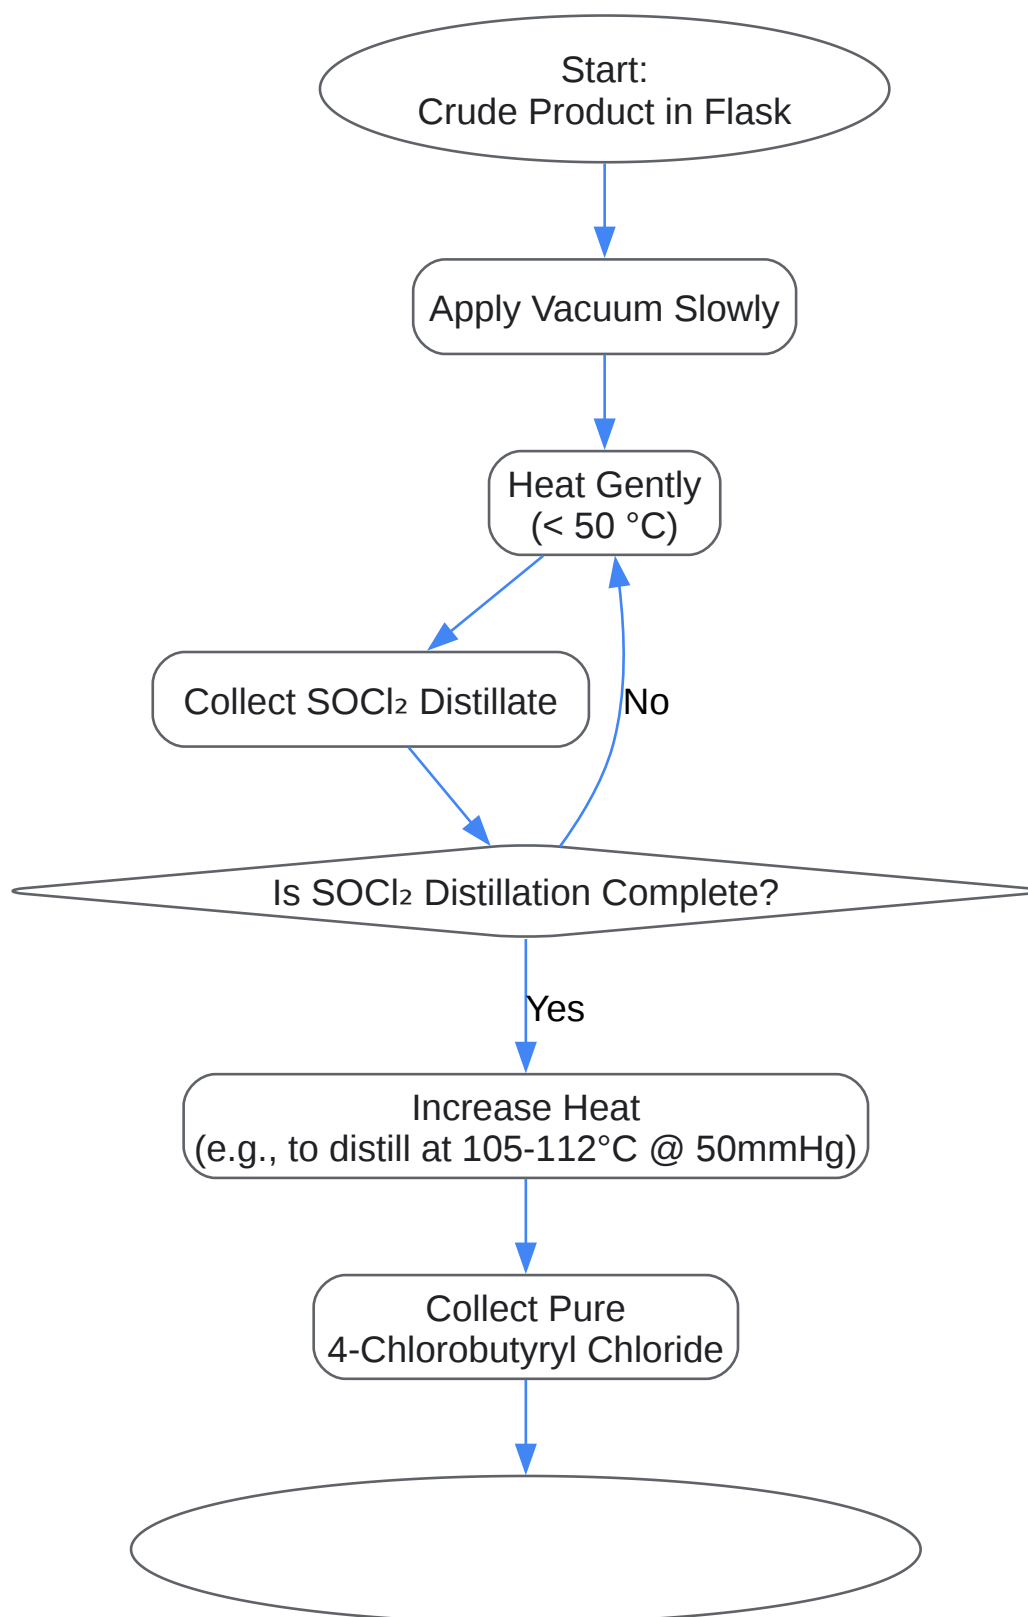 Start:
Crude Product in Flask
Apply Vacuum Slowly
Heat Gently
(< 50 °C)
Collect SOCl₂ Distillate
No
Is SOCl₂ Distillation Complete?
Yes
Increase Heat
(e.g., to distill at 105-112°C @ 50mmHg)
Collect Pure
4-Chlorobutyryl Chloride